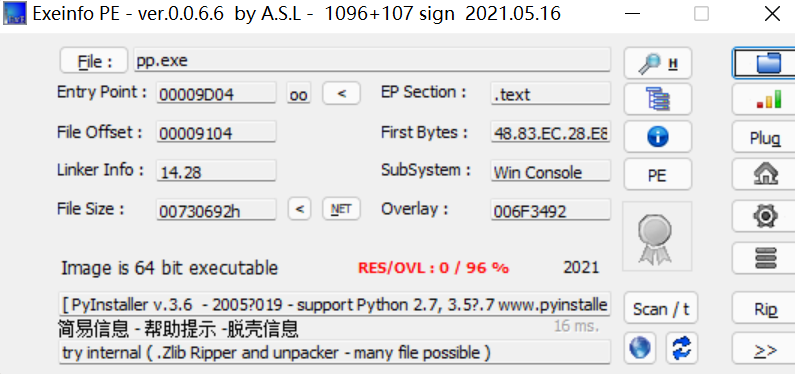 Exeinfo PE - ver.0.0.6.6 by A.S.L - 1096+107 sign 2021.05.16
File : pp.exe H
Entry Point : 00009D04 oo < EP Section : .text
File Offset : 00009104 First Bytes : 48.83.EC.28.E8 Plug
Linker Info : 14.28 SubSystem : Win Console PE
File Size : 00730692h < NET Overlay : 006F3492
Image is 64 bit executable RES/OVL : 0 / 96 % 2021
[ PyInstaller v.3.6 - 2005?019 - support Python 2.7, 3.5?.7 www.pyinstalle Scan / t Rip
简易信息 - 帮助提示 -脱壳信息 16 ms.
try internal ( .Zlib Ripper and unpacker - many file possible ) >>